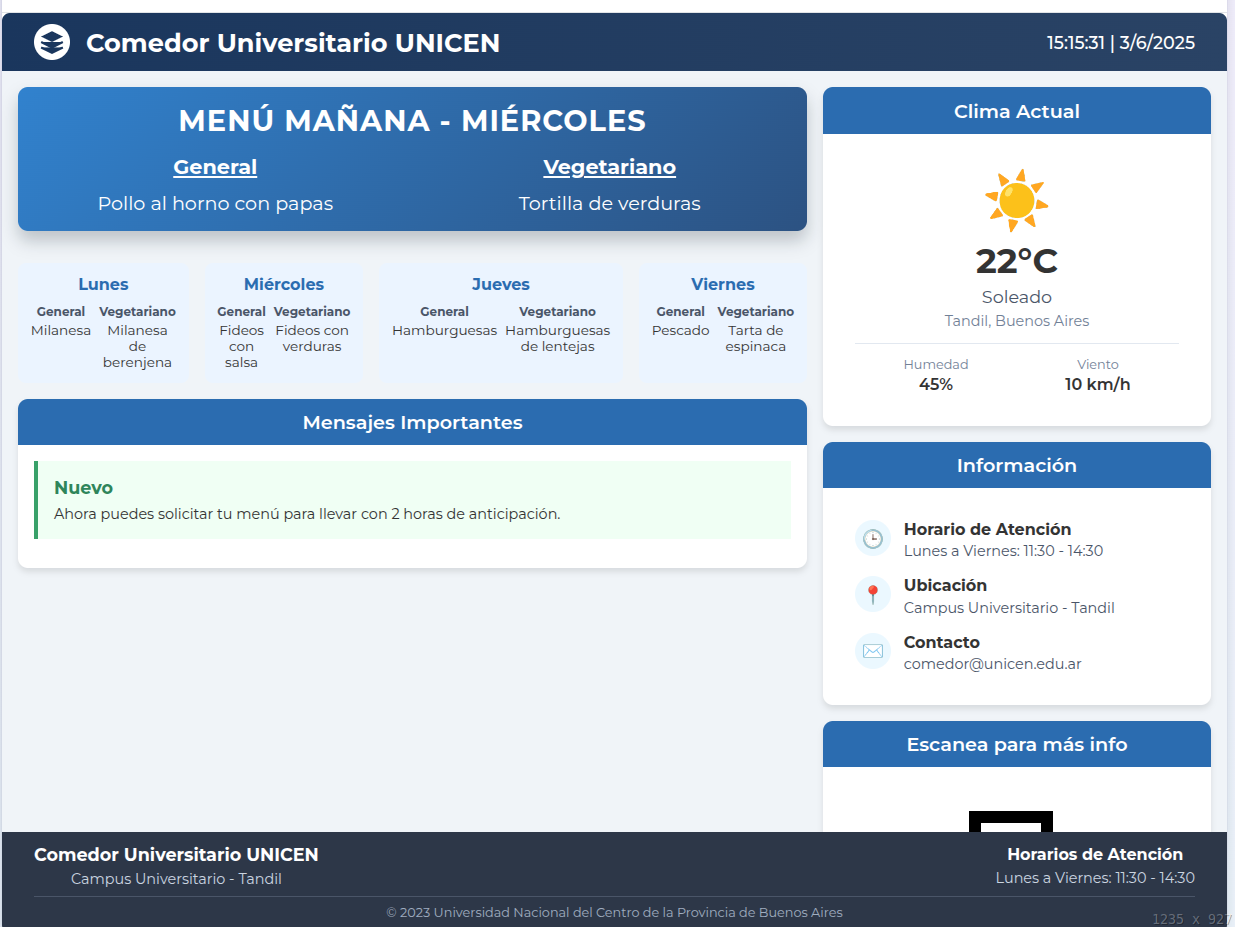 Comedor Universitario UNICEN
15:15:31 | 3/6/2025
MENÚ MAÑANA - MIÉRCOLES
General
Pollo al horno con papas
Vegetariano
Tortilla de verduras
Lunes
General
Milanesa
Vegetariano
Milanesa
de
berenjena
Miércoles
General
Fideos
con
salsa
Vegetariano
Fideos con
verduras
Jueves
General
Hamburguesas
Vegetariano
Hamburguesas
de lentejas
Viernes
General
Pescado
Vegetariano
Tarta de
espinaca
Mensajes Importantes
Nuevo
Ahora puedes solicitar tu menú para llevar con 2 horas de anticipación.
Clima Actual
22°C
Soleado
Tandil, Buenos Aires
Humedad
45%
Viento
10 km/h
Información
Horario de Atención
Lunes a Viernes: 11:30 - 14:30
Ubicación
Campus Universitario - Tandil
Contacto
comedor@unicen.edu.ar
Escanea para más info
Comedor Universitario UNICEN
Campus Universitario - Tandil
Horarios de Atención
Lunes a Viernes: 11:30 - 14:30
© 2023 Universidad Nacional del Centro de la Provincia de Buenos Aires
1235 x 927